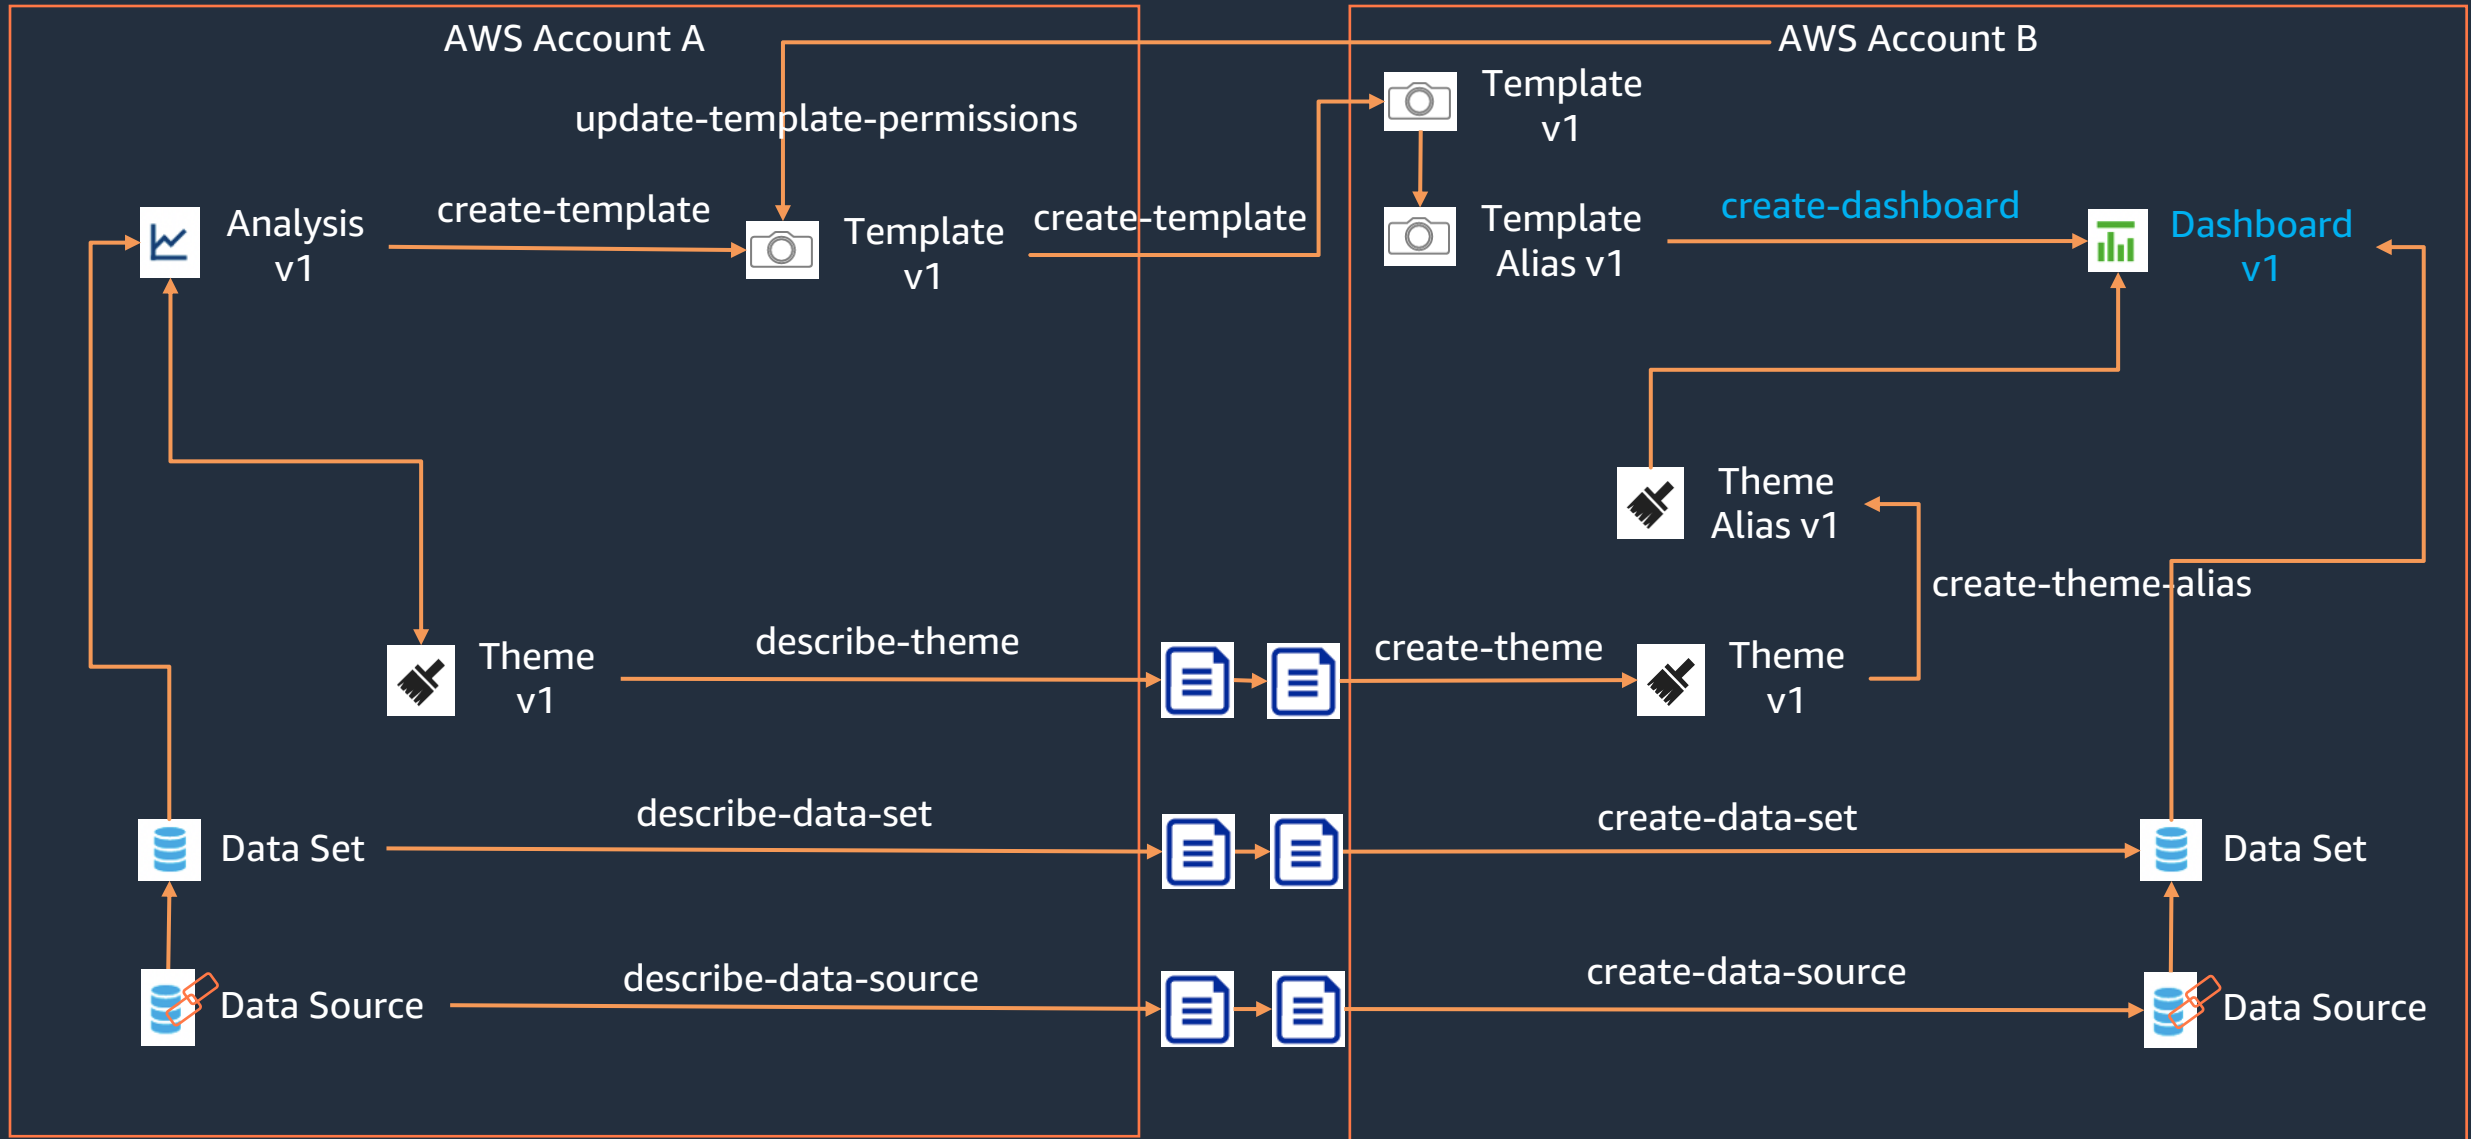 AWS Account A
AWS Account B
update-template-permissions
Template
v1
Analysis
v1
create-template
Template
v1
create-template
Template
Alias v1
create-dashboard
Dashboard
v1
Theme
Alias v1
create-theme-alias
Theme
v1
describe-theme
create-theme
Theme
v1
Data Set
describe-data-set
create-data-set
Data Set
Data Source
describe-data-source
create-data-source
Data Source